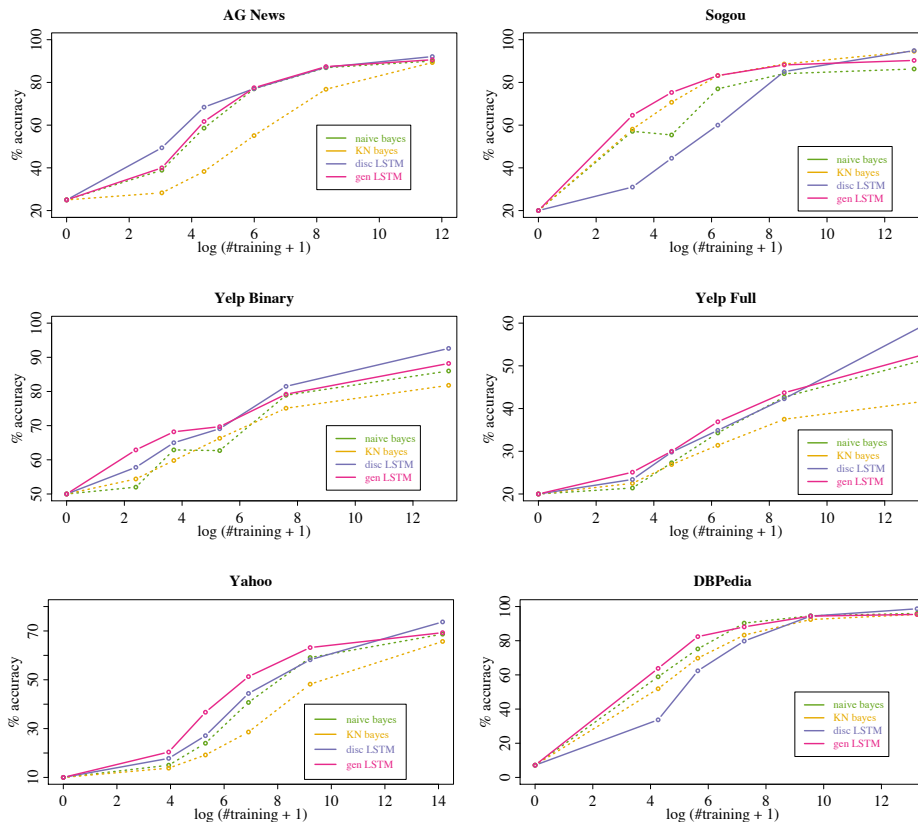 AG News
% accuracy
100
80
60
40
20
naive bayes
KN bayes
disc LSTM
gen LSTM
0 2 4 6 8 10 12
log (#training + 1)
Sogou
% accuracy
100
80
60
40
20
naive bayes
KN bayes
disc LSTM
gen LSTM
0 2 4 6 8 10 12
log (#training + 1)
Yelp Binary
% accuracy
100
90
80
70
60
50
naive bayes
KN bayes
disc LSTM
gen LSTM
0 2 4 6 8 10 12
log (#training + 1)
Yelp Full
% accuracy
60
50
40
30
20
naive bayes
KN bayes
disc LSTM
gen LSTM
0 2 4 6 8 10 12
log (#training + 1)
Yahoo
% accuracy
70
50
30
10
naive bayes
KN bayes
disc LSTM
gen LSTM
0 2 4 6 8 10 12 14
log (#training + 1)
DBPedia
% accuracy
100
80
60
40
20
0
naive bayes
KN bayes
disc LSTM
gen LSTM
0 2 4 6 8 10 12
log (#training + 1)